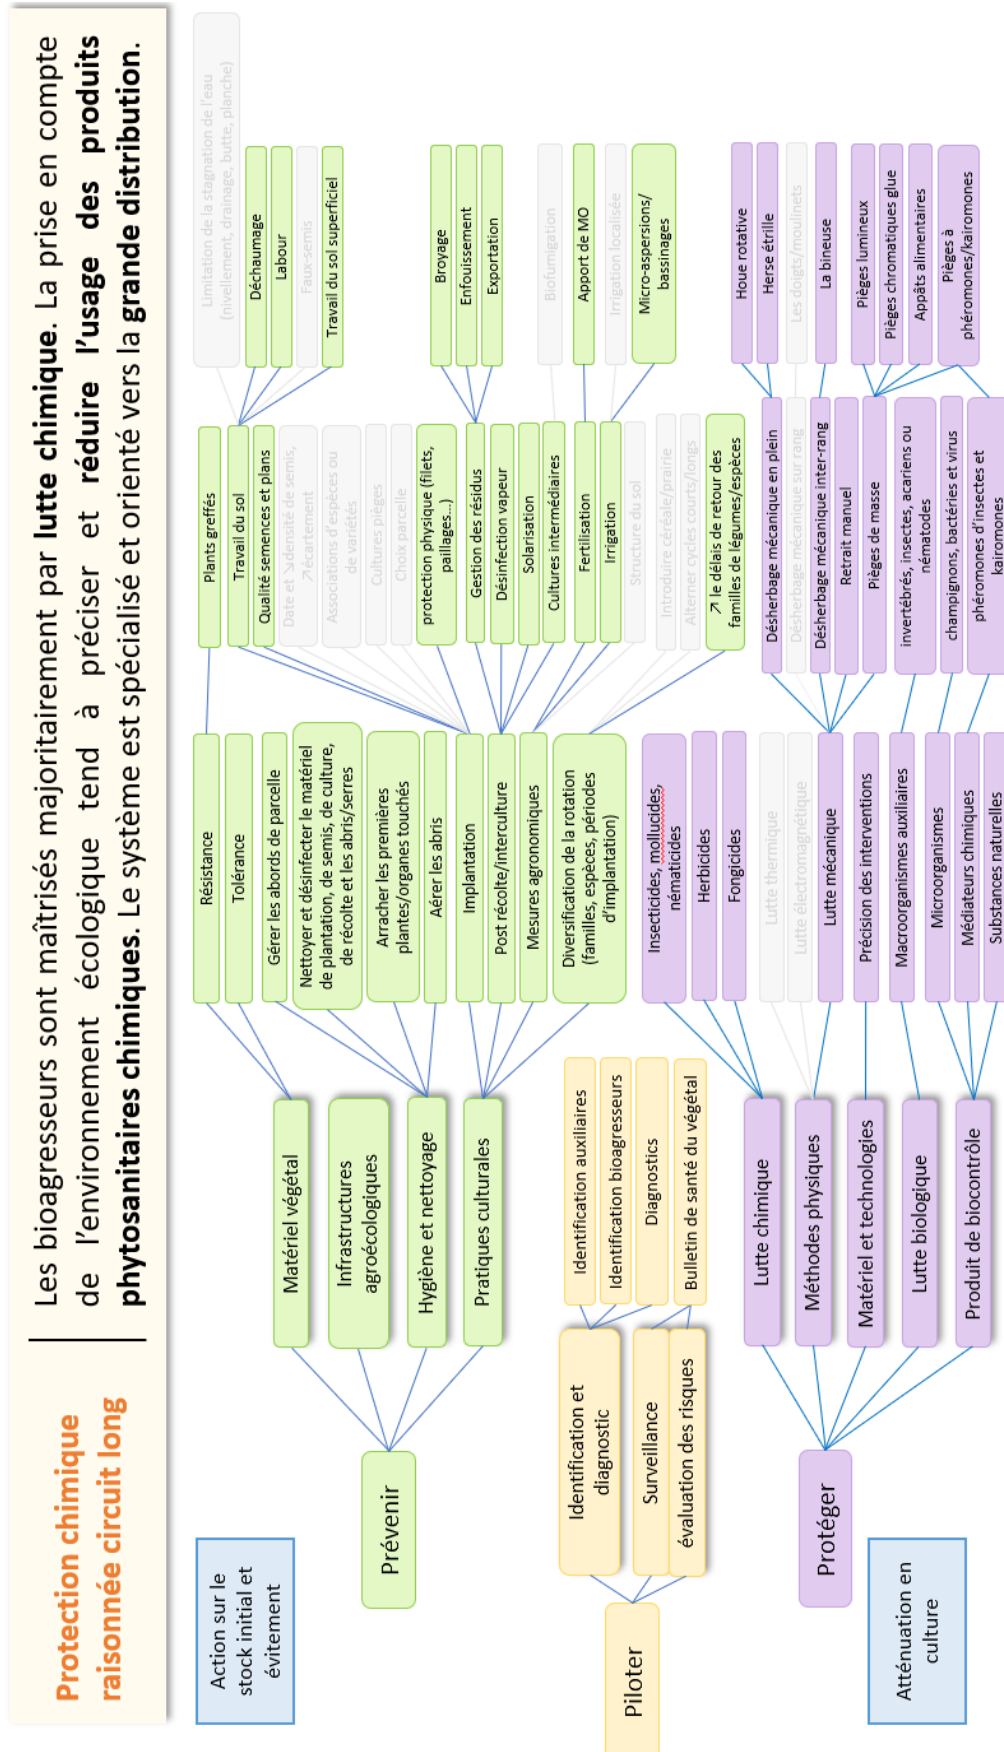 Protection chimique
raisonnée circuit long
Les bioagresseurs sont maîtrisés majoritairement par lutte chimique. La prise en compte
de l'environnement écologique tend à préciser et réduire l'usage des produits
phytosanitaires chimiques. Le système est spécialisé et orienté vers la grande distribution.
Action sur le
stock initial et
évitement
Prévenir
Matériel végétal
Infrastructures
agroécologiques
Hygiène et nettoyage
Pratiques culturales
Résistance
Tolérance
Gérer les abords de parcelle
Nettoyer et désinfecter le matériel
de plantation, de semis, de culture,
de récolte et les abris/serres
Arracher les premières
plantes/organes touchés
Aérer les abris
Implantation
Post récolte/interculture
Mesures agronomiques
Diversification de la rotation
(familles, espèces, périodes
d'implantation)
Plants greffés
Travail du sol
Qualité semences et plans
Date et ↘densité de semis,
↗écartement
Associations d'espèces ou
de variétés
Cultures pièges
Choix parcelle
protection physique (filets,
paillages...)
Gestion des résidus
Désinfection vapeur
Solarisation
Cultures intermédiaires
Fertilisation
Irrigation
Structure du sol
Introduire céréale/prairie
Alterner cycles courts/longs
↗ le délais de retour des
familles de légumes/espèces
Limitation de la stagnation de l'eau
(nivellement, drainage, butte, planche)
Déchaumage
Labour
Faux-semis
Travail du sol superficiel
Broyage
Enfouissement
Exportation
Biofumigation
Apport de MO
Irrigation localisée
Micro-aspersions/
bassinages
Piloter
Identification et
diagnostic
Surveillance
évaluation des risques
Identification auxiliaires
Identification bioagresseurs
Diagnostics
Bulletin de santé du végétal
Protéger
Atténuation en
culture
Lutte chimique
Méthodes physiques
Matériel et technologies
Lutte biologique
Produit de biocontrôle
Insecticides, mollucides,
nématicides
Herbicides
Fongicides
Lutte thermique
Lutte électromagnétique
Lutte mécanique
Précision des interventions
Macroorganismes auxiliaires
Microorganismes
Médiateurs chimiques
Substances naturelles
Désherbage mécanique en plein
Désherbage mécanique sur rang
Désherbage mécanique inter-rang
Retrait manuel
Pièges de masse
invertébrés, insectes, acariens ou
nématodes
champignons, bactéries et virus
phéromones d'insectes et
kairomones
Houe rotative
Herse étrille
Les doigts/moulinets
La bineuse
Pièges lumineux
Pièges chromatiques glue
Appâts alimentaires
Pièges à
phéromones/kairomones